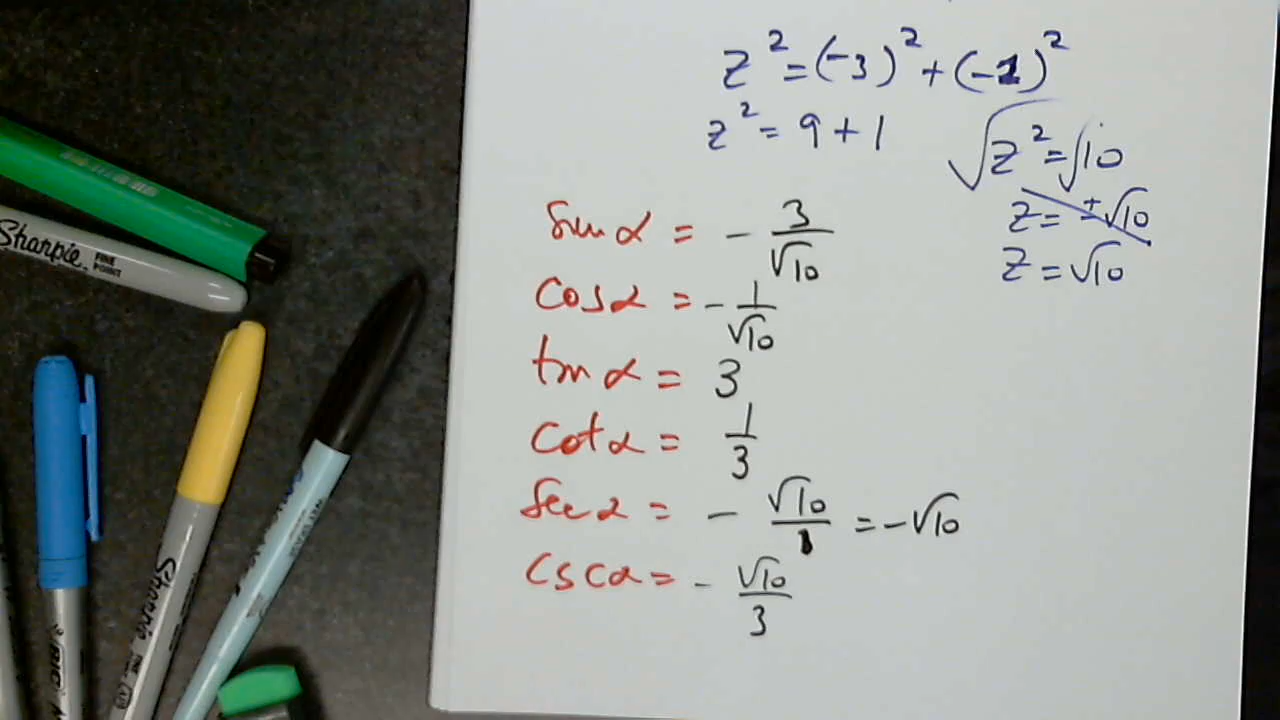 z² = (-3)² + (-1)²
z² = 9 + 1
√z² = √10
z = ±√10
z = √10
sin α = - 3/√10
cos α = - 1/√10
tan α = 3
cot α = 1/3
sec α = - √10/1 = -√10
csc α = - √10/3
Sharpie FINE POINT
Sharpie
BIC